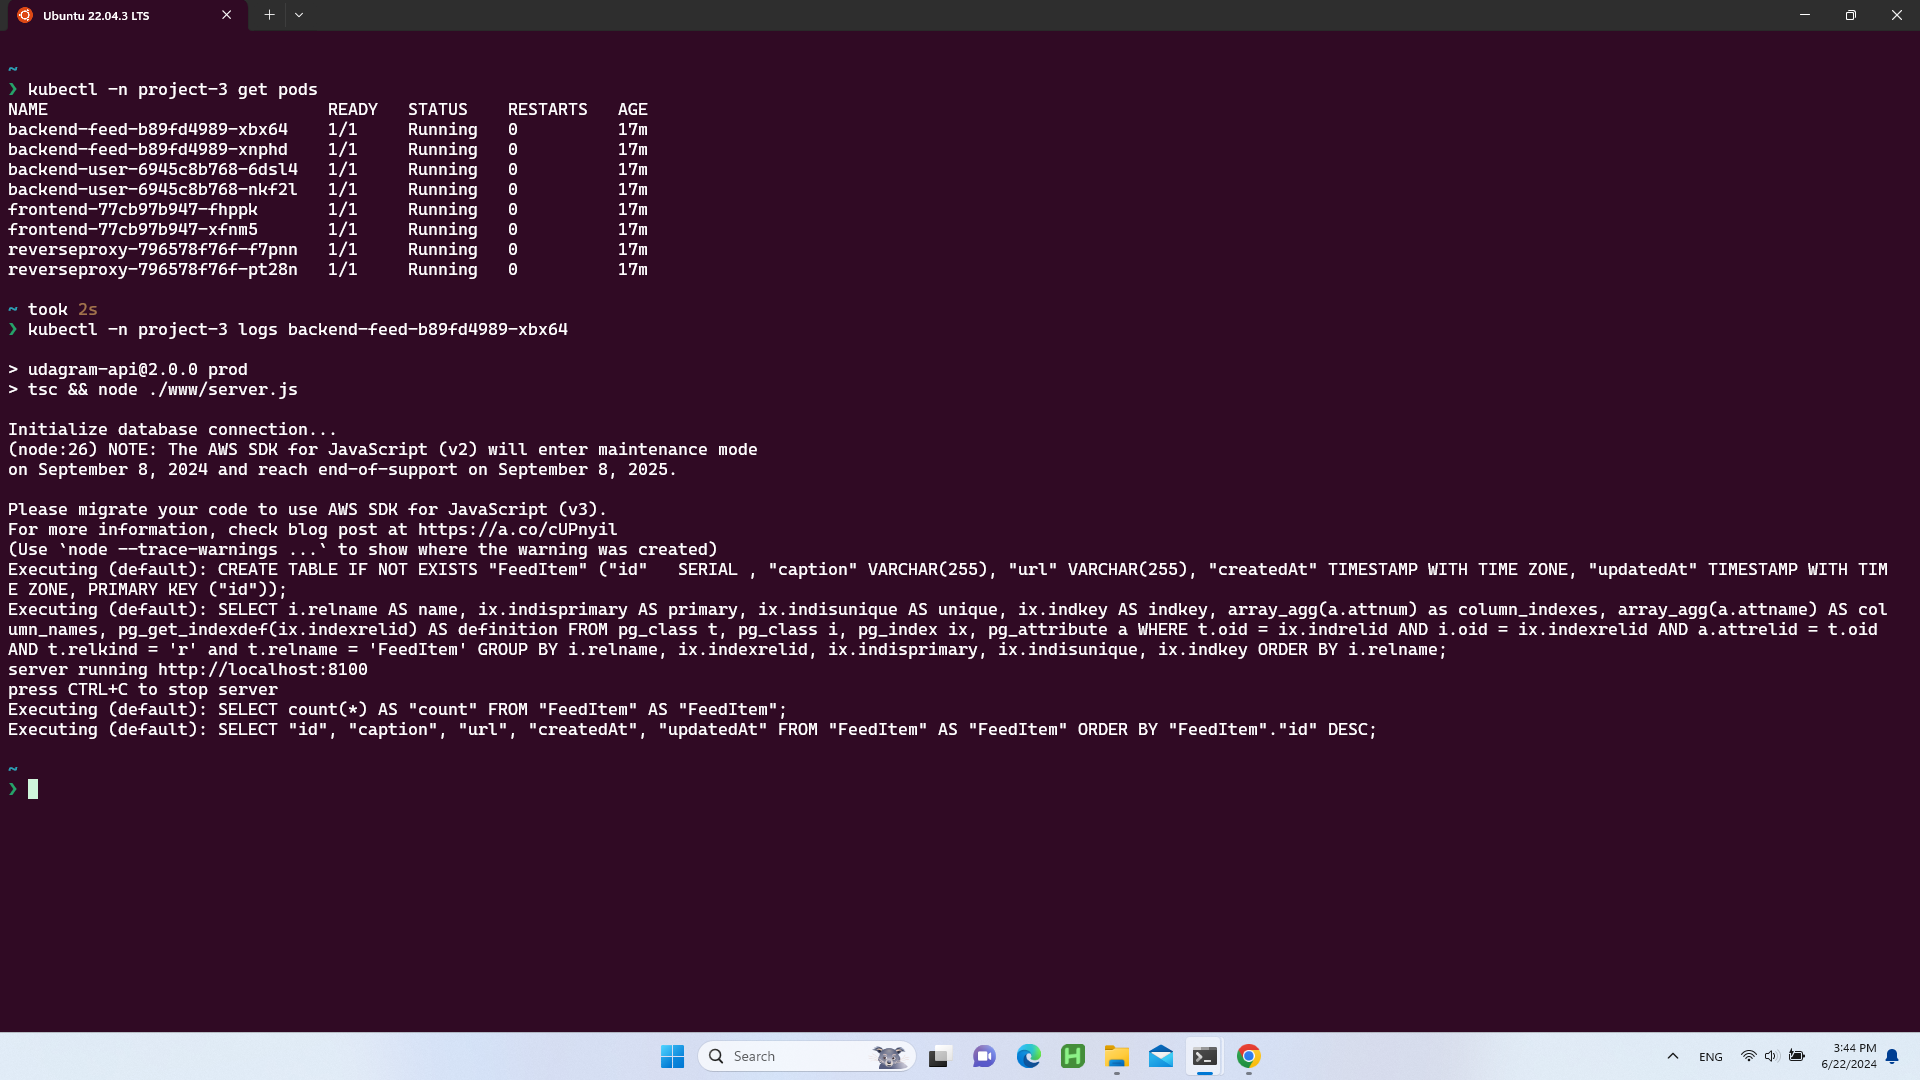 Ubuntu 22.04.3 LTS
~
❯ kubectl -n project-3 get pods
NAME READY STATUS RESTARTS AGE
backend-feed-b89fd4989-xbx64 1/1 Running 0 17m
backend-feed-b89fd4989-xnphd 1/1 Running 0 17m
backend-user-6945c8b768-6dsl4 1/1 Running 0 17m
backend-user-6945c8b768-nkf2l 1/1 Running 0 17m
frontend-77cb97b947-fhppk 1/1 Running 0 17m
frontend-77cb97b947-xfnm5 1/1 Running 0 17m
reverseproxy-796578f76f-f7pnn 1/1 Running 0 17m
reverseproxy-796578f76f-pt28n 1/1 Running 0 17m
~ took 2s
❯ kubectl -n project-3 logs backend-feed-b89fd4989-xbx64
> udagram-api@2.0.0 prod
> tsc && node ./www/server.js
Initialize database connection...
(node:26) NOTE: The AWS SDK for JavaScript (v2) will enter maintenance mode
on September 8, 2024 and reach end-of-support on September 8, 2025.
Please migrate your code to use AWS SDK for JavaScript (v3).
For more information, check blog post at https://a.co/cUPnyil
(Use `node --trace-warnings ...` to show where the warning was created)
Executing (default): CREATE TABLE IF NOT EXISTS "FeedItem" ("id"   SERIAL , "caption" VARCHAR(255), "url" VARCHAR(255), "createdAt" TIMESTAMP WITH TIME ZONE, "updatedAt" TIMESTAMP WITH TIM
E ZONE, PRIMARY KEY ("id"));
Executing (default): SELECT i.relname AS name, ix.indisprimary AS primary, ix.indisunique AS unique, ix.indkey AS indkey, array_agg(a.attnum) as column_indexes, array_agg(a.attname) AS col
umn_names, pg_get_indexdef(ix.indexrelid) AS definition FROM pg_class t, pg_class i, pg_index ix, pg_attribute a WHERE t.oid = ix.indrelid AND i.oid = ix.indexrelid AND a.attrelid = t.oid
AND t.relkind = 'r' and t.relname = 'FeedItem' GROUP BY i.relname, ix.indexrelid, ix.indisprimary, ix.indisunique, ix.indkey ORDER BY i.relname;
server running http://localhost:8100
press CTRL+C to stop server
Executing (default): SELECT count(*) AS "count" FROM "FeedItem" AS "FeedItem";
Executing (default): SELECT "id", "caption", "url", "createdAt", "updatedAt" FROM "FeedItem" AS "FeedItem" ORDER BY "FeedItem"."id" DESC;
~
❯
Search
ENG
3:44 PM
6/22/2024